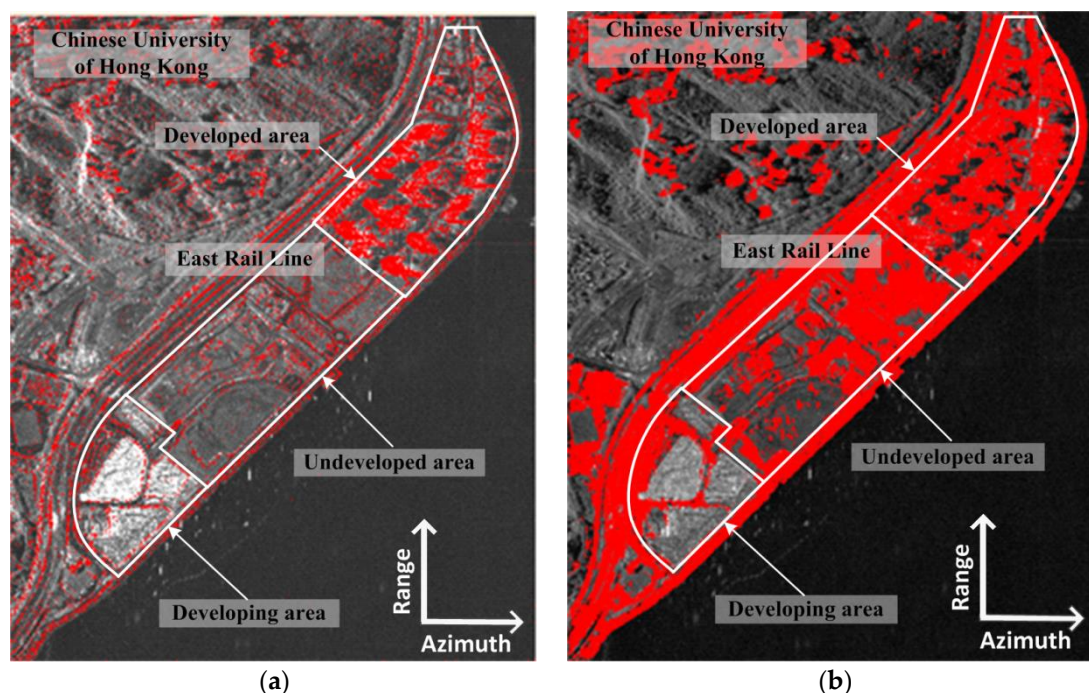 Chinese University
of Hong Kong
Developed area
East Rail Line
Undeveloped area
Developing area
Range
Azimuth
(a)
Chinese University
of Hong Kong
Developed area
East Rail Line
Undeveloped area
Developing area
Range
Azimuth
(b)